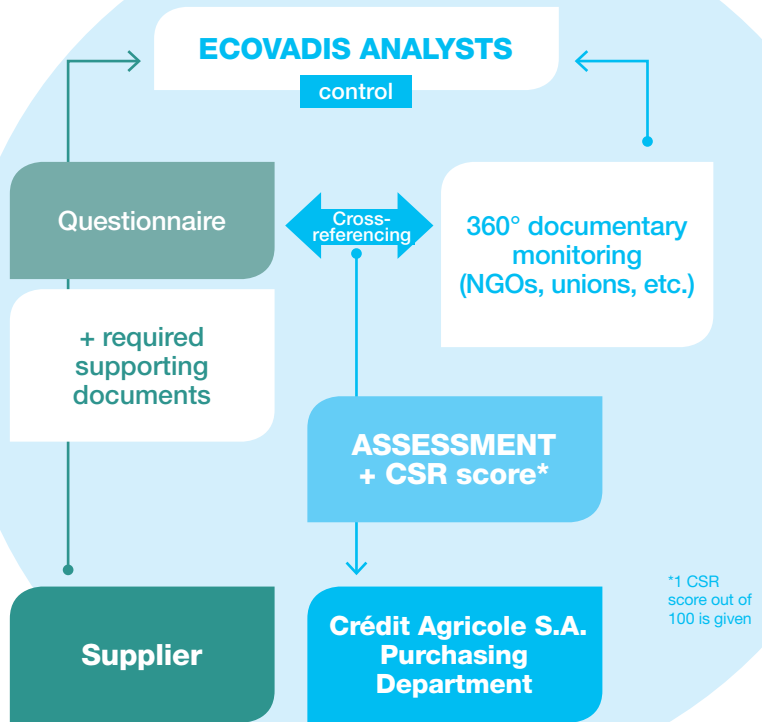 ECOVADIS ANALYSTS
control
Questionnaire
Cross-
referencing
360° documentary
monitoring
(NGOs, unions, etc.)
+ required
supporting
documents
ASSESSMENT
+ CSR score*
Supplier
Crédit Agricole S.A.
Purchasing
Department
*1 CSR
score out of
100 is given